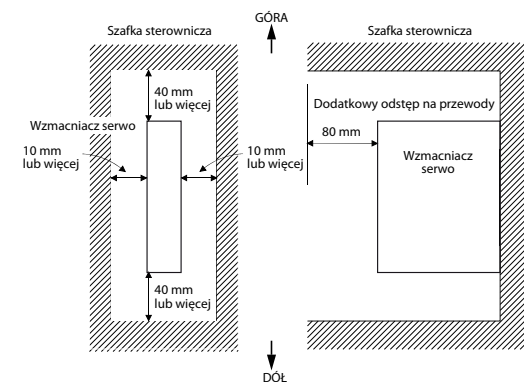 GÓRA
Szafka sterownicza
Szafka sterownicza
40 mm
lub więcej
Wzmacniacz serwo
10 mm
lub więcej
10 mm
lub więcej
40 mm
lub więcej
Dodatkowy odstęp na przewody
80 mm
Wzmacniacz
serwo
DÓŁ